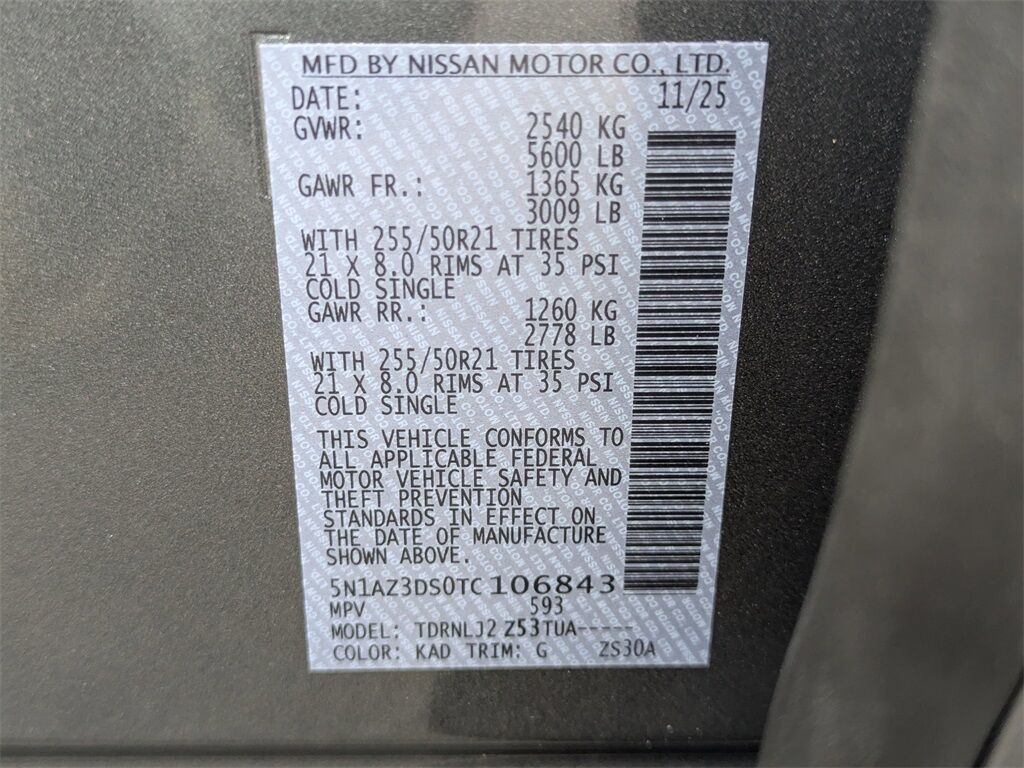 MFD BY NISSAN MOTOR CO., LTD.
DATE: 11/25
GVWR: 2540 KG
5600 LB
GAWR FR.: 1365 KG
3009 LB
WITH 255/50R21 TIRES
21 X 8.0 RIMS AT 35 PSI
COLD SINGLE
GAWR RR.: 1260 KG
2778 LB
WITH 255/50R21 TIRES
21 X 8.0 RIMS AT 35 PSI
COLD SINGLE
THIS VEHICLE CONFORMS TO
ALL APPLICABLE FEDERAL
MOTOR VEHICLE SAFETY AND
THEFT PREVENTION
STANDARDS IN EFFECT ON
THE DATE OF MANUFACTURE
SHOWN ABOVE.
5N1AZ3DS0TC106843
MPV 593
MODEL: TDRNLJ2 Z53TUA-----
COLOR: KAD TRIM: G ZS30A